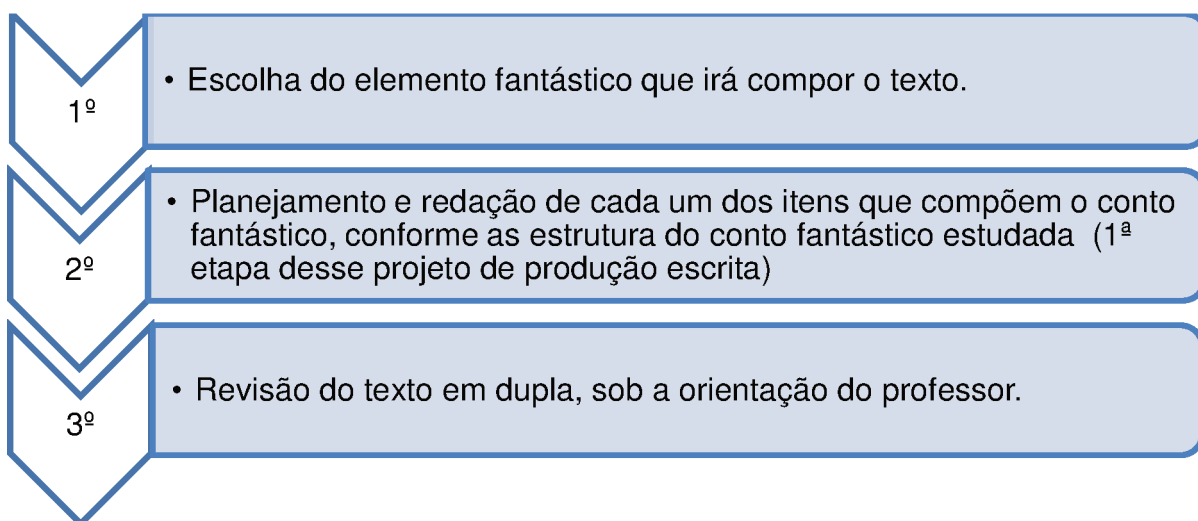 1º
• Escolha do elemento fantástico que irá compor o texto.
2º
• Planejamento e redação de cada um dos itens que compõem o conto
fantástico, conforme as estrutura do conto fantástico estudada (1ª
etapa desse projeto de produção escrita)
3º
• Revisão do texto em dupla, sob a orientação do professor.